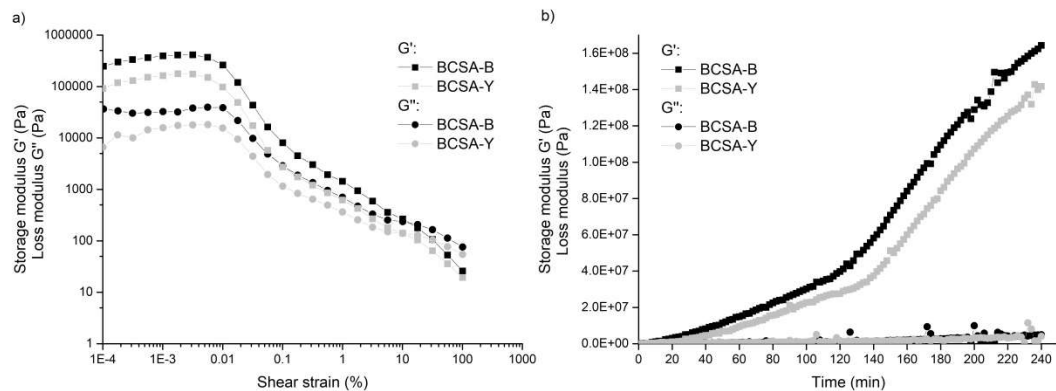 a)
1000000
100000
10000
1000
100
10
1
Storage modulus G' (Pa)
Loss modulus G" (Pa)
G':
BCSA-B
BCSA-Y
G":
BCSA-B
BCSA-Y
1E-4 1E-3 0.01 0.1 1 10 100 1000
Shear strain (%)
b)
1.6E+08
1.4E+08
1.2E+08
1.0E+08
8.0E+07
6.0E+07
4.0E+07
2.0E+07
0.0E+00
Storage modulus G' (Pa)
Loss modulus (Pa)
G':
BCSA-B
BCSA-Y
G":
BCSA-B
BCSA-Y
0 20 40 60 80 100 120 140 160 180 200 220 240
Time (min)